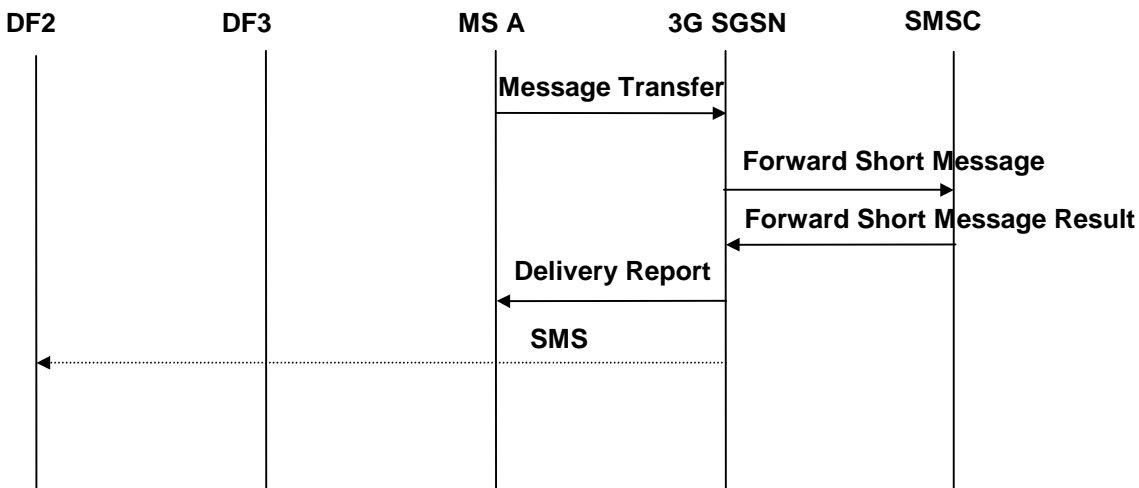 DF2
DF3
MS A
3G SGSN
SMSC
Message Transfer
Forward Short Message
Forward Short Message Result
Delivery Report
SMS